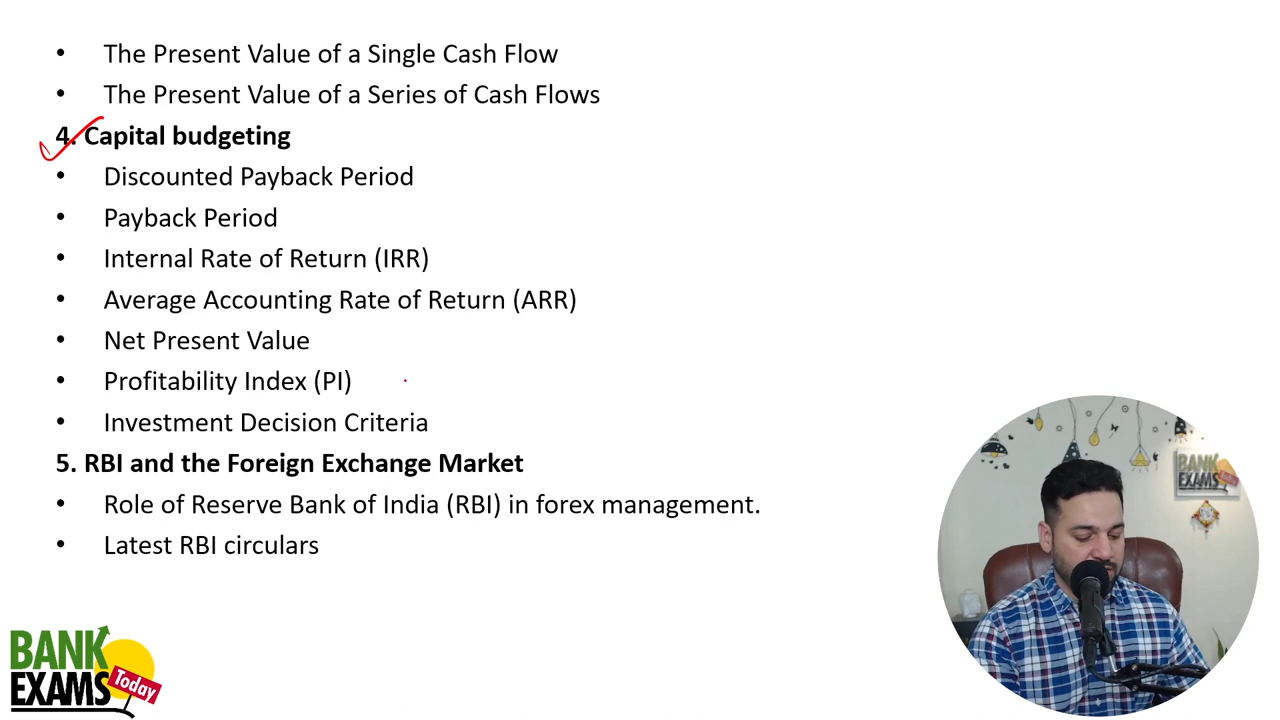 • The Present Value of a Single Cash Flow
• The Present Value of a Series of Cash Flows
4. Capital budgeting
• Discounted Payback Period
• Payback Period
• Internal Rate of Return (IRR)
• Average Accounting Rate of Return (ARR)
• Net Present Value
• Profitability Index (PI)
• Investment Decision Criteria
5. RBI and the Foreign Exchange Market
• Role of Reserve Bank of India (RBI) in forex management.
• Latest RBI circulars
BANK
EXAMS
Today
BANK
EXAMS